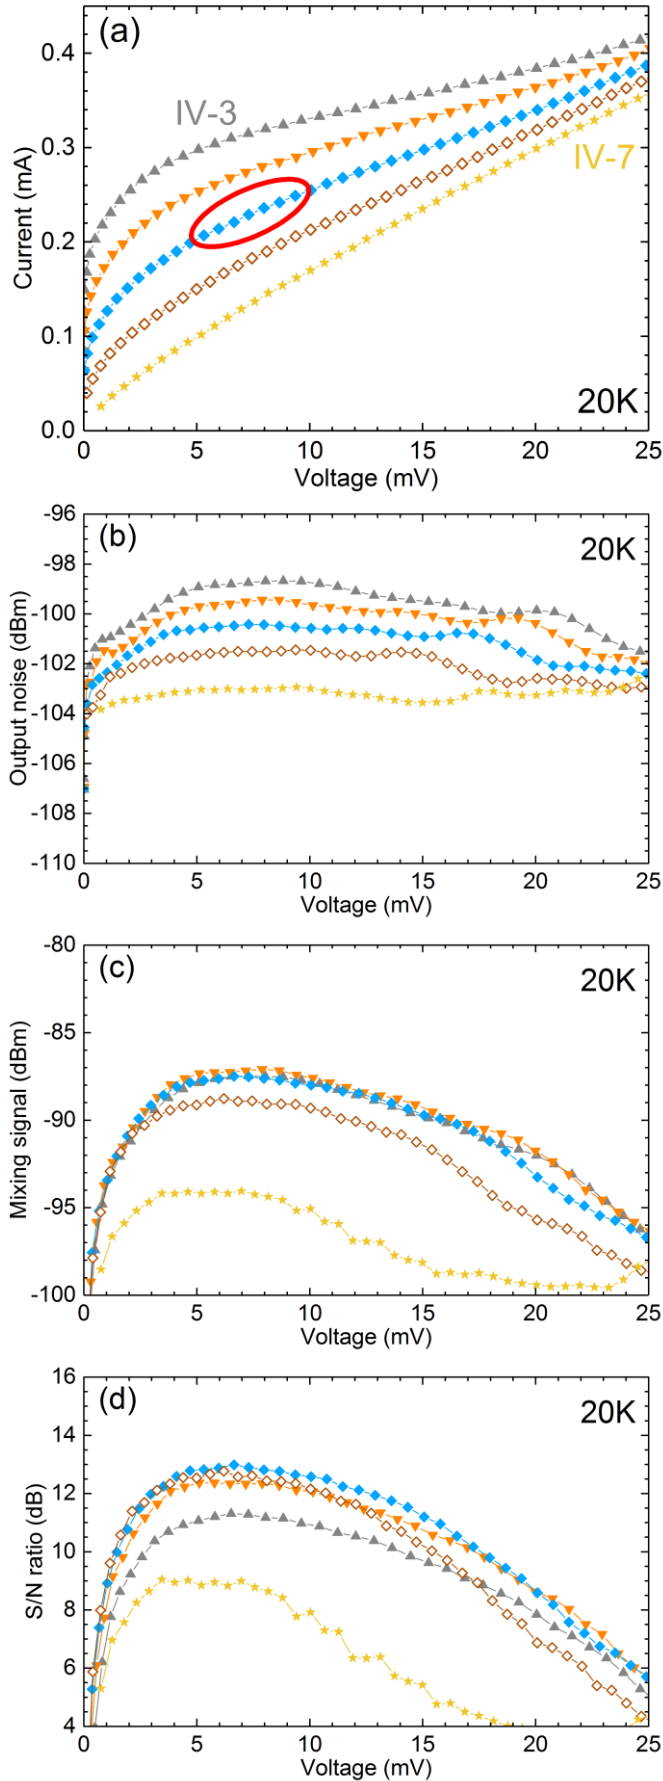 (a)
IV-3
IV-7
20K
Current (mA)
0.4
0.3
0.2
0.1
0.0
0 5 10 15 20 25
Voltage (mV)
(b)
20K
Output noise (dBm)
-96
-98
-100
-102
-104
-106
-108
-110
0 5 10 15 20 25
Voltage (mV)
(c)
20K
Mixing signal (dBm)
-80
-85
-90
-95
-100
0 5 10 15 20 25
Voltage (mV)
(d)
20K
S/N ratio (dB)
16
14
12
10
8
6
4
0 5 10 15 20 25
Voltage (mV)